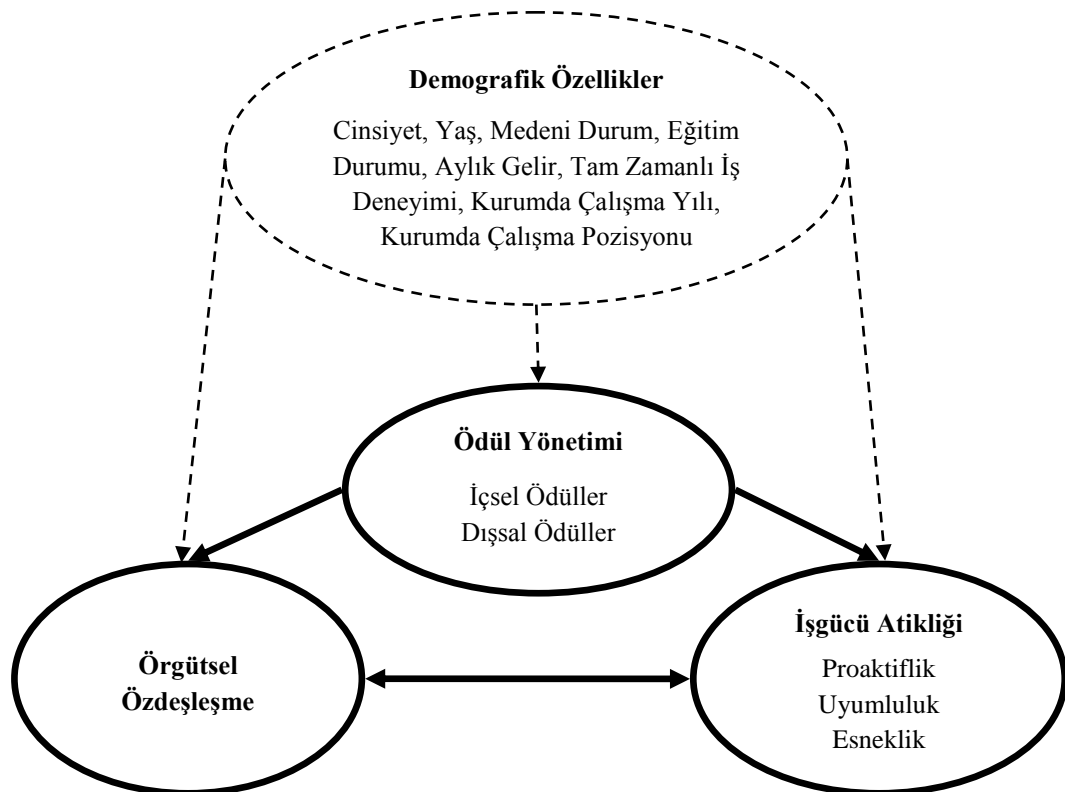 Demografik Özellikler
Cinsiyet, Yaş, Medeni Durum, Eğitim
Durumu, Aylık Gelir, Tam Zamanlı İş
Deneyimi, Kurumda Çalışma Yılı,
Kurumda Çalışma Pozisyonu
Ödül Yönetimi
İçsel Ödüller
Dışsal Ödüller
Örgütsel
Özdeşleşme
İşgücü Atikliği
Proaktiflik
Uyumluluk
Esneklik